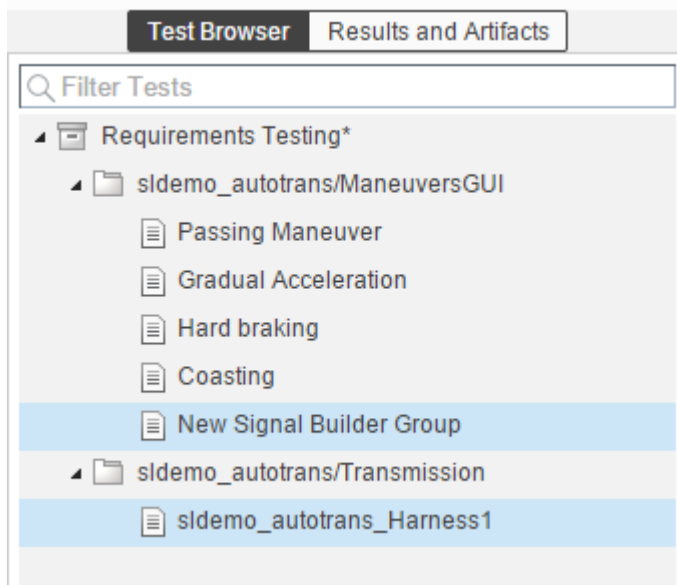 Test Browser Results and Artifacts
Filter Tests
Requirements Testing*
sldemo_autotrans/ManeuversGUI
Passing Maneuver
Gradual Acceleration
Hard braking
Coasting
New Signal Builder Group
sldemo_autotrans/Transmission
sldemo_autotrans_Harness1